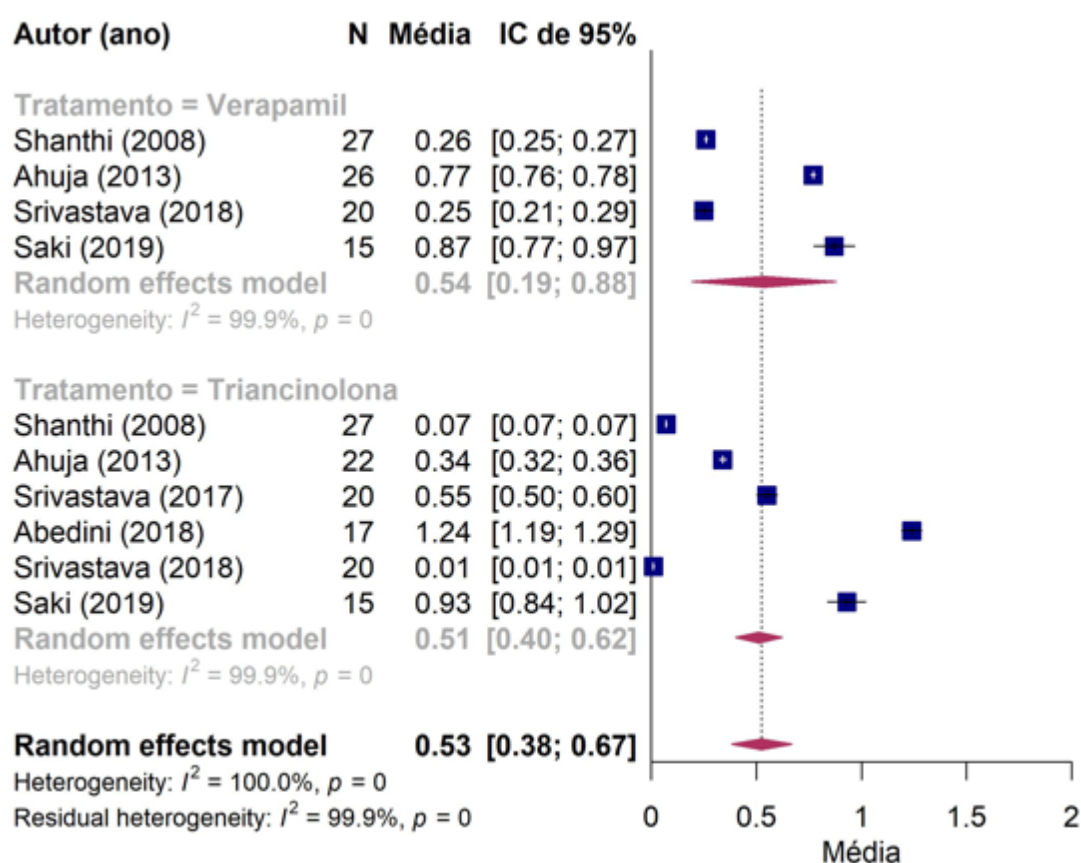 Autor (ano) N Média IC de 95%
Tratamento = Verapamil
Shanthi (2008) 27 0.26 [0.25; 0.27]
Ahuja (2013) 26 0.77 [0.76; 0.78]
Srivastava (2018) 20 0.25 [0.21; 0.29]
Saki (2019) 15 0.87 [0.77; 0.97]
Random effects model 0.54 [0.19; 0.88]
Heterogeneity: I² = 99.9%, p = 0
Tratamento = Triancinolona
Shanthi (2008) 27 0.07 [0.07; 0.07]
Ahuja (2013) 22 0.34 [0.32; 0.36]
Srivastava (2017) 20 0.55 [0.50; 0.60]
Abedini (2018) 17 1.24 [1.19; 1.29]
Srivastava (2018) 20 0.01 [0.01; 0.01]
Saki (2019) 15 0.93 [0.84; 1.02]
Random effects model 0.51 [0.40; 0.62]
Heterogeneity: I² = 99.9%, p = 0
Random effects model 0.53 [0.38; 0.67]
Heterogeneity: I² = 100.0%, p = 0
Residual heterogeneity: I² = 99.9%, p = 0
0 0.5 1 1.5 2
Média